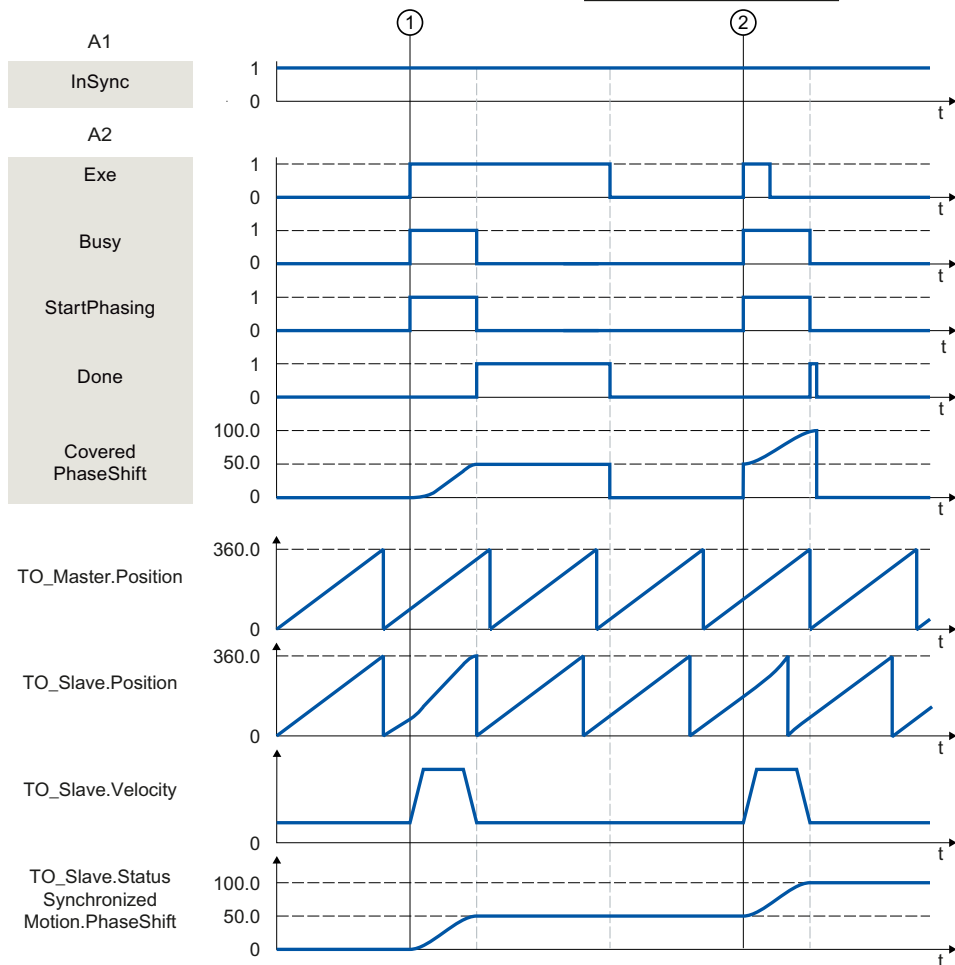 1 2
A1
InSync
1
0
t
A2
Exe
1
0
t
Busy
1
0
t
StartPhasing
1
0
t
Done
1
0
t
Covered
PhaseShift
100.0
50.0
0
t
TO_Master.Position
360.0
0
t
TO_Slave.Position
360.0
0
t
TO_Slave.Velocity
0
t
TO_Slave.Status
Synchronized
Motion.PhaseShift
100.0
50.0
0
t